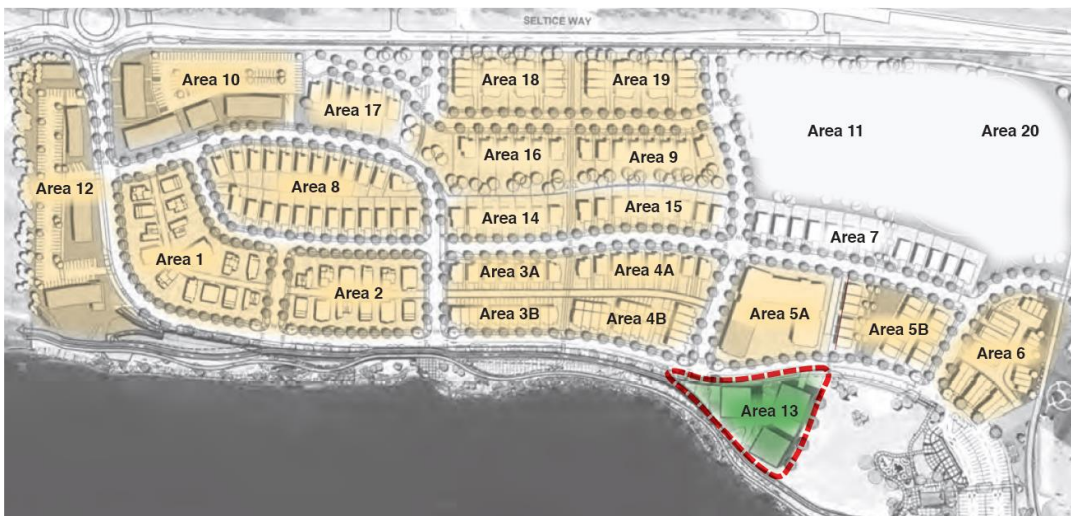 SELTICE WAY
Area 18
Area 19
Area 10
Area 17
Area 11
Area 20
Area 16
Area 9
Area 12
Area 8
Area 14
Area 15
Area 7
Area 1
Area 3A
Area 4A
Area 2
Area 3B
Area 4B
Area 5A
Area 5B
Area 6
Area 13